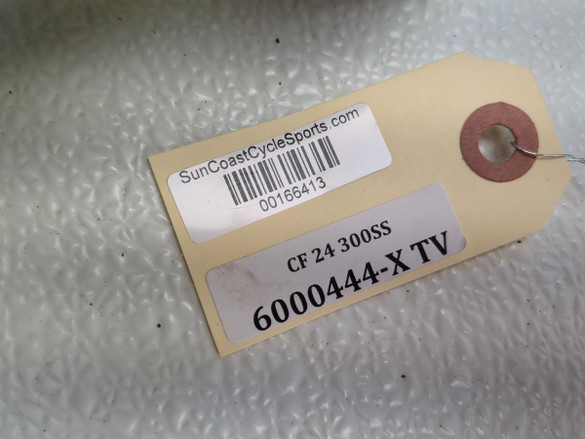 SunCoastCycleSports.com
00166413
CF 24 300SS
6000444-X TV